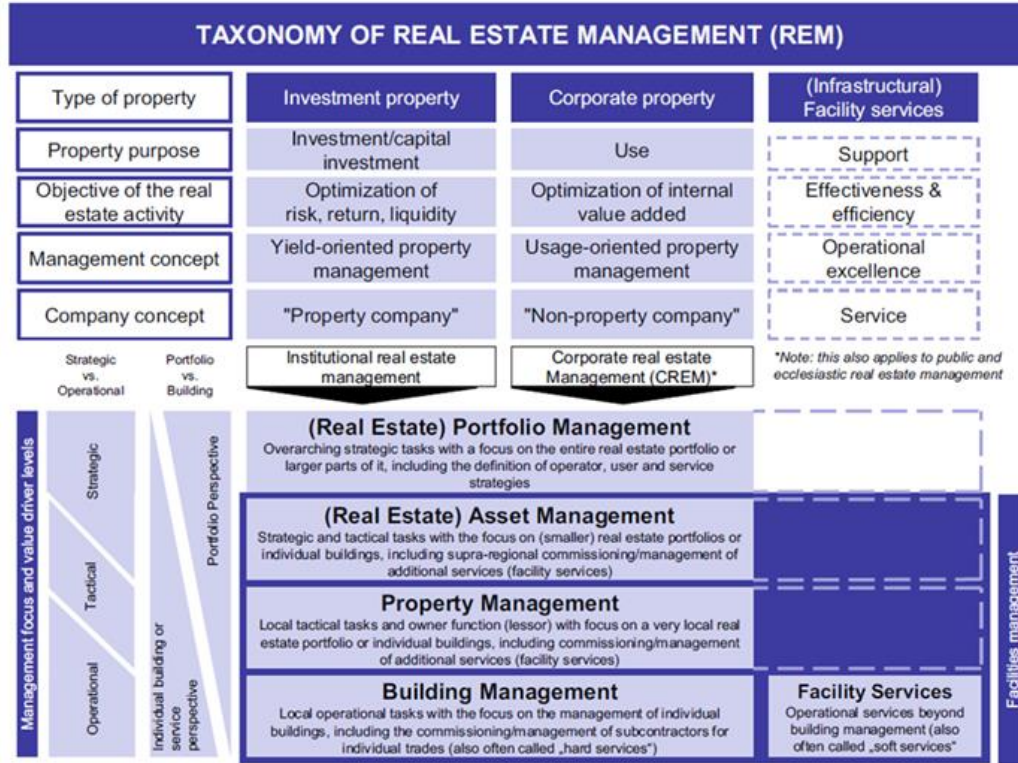 TAXONOMY OF REAL ESTATE MANAGEMENT (REM)
Type of property
Investment property
Corporate property
(Infrastructural)
Facility services
Property purpose
Investment/capital
investment
Use
Support
Objective of the real
estate activity
Optimization of
risk, return, liquidity
Optimization of internal
value added
Effectiveness &
efficiency
Management concept
Yield-oriented property
management
Usage-oriented property
management
Operational
excellence
Company concept
"Property company"
"Non-property company"
Service
Strategic
vs.
Operational
Portfolio
vs.
Building
Institutional real estate
management
Corporate real estate
Management (CREM)*
*Note: this also applies to public and
ecclesiastic real estate management
Management focus and value driver levels
Strategic
Tactical
Operational
Portfolio Perspective
Individual building or
service
perspective
(Real Estate) Portfolio Management
Overarching strategic tasks with a focus on the entire real estate portfolio or
larger parts of it, including the definition of operator, user and service
strategies
(Real Estate) Asset Management
Strategic and tactical tasks with the focus on (smaller) real estate portfolios or
individual buildings, including supra-regional commissioning/management of
additional services (facility services)
Property Management
Local tactical tasks and owner function (lessor) with focus on a very local real
estate portfolio or individual buildings, including commissioning/management
of additional services (facility services)
Building Management
Local operational tasks with the focus on the management of individual
buildings, including the commissioning/management of subcontractors for
individual trades (also often called „hard services“)
Facility Services
Operational services beyond
building management (also
often called „soft services“
Facilities management